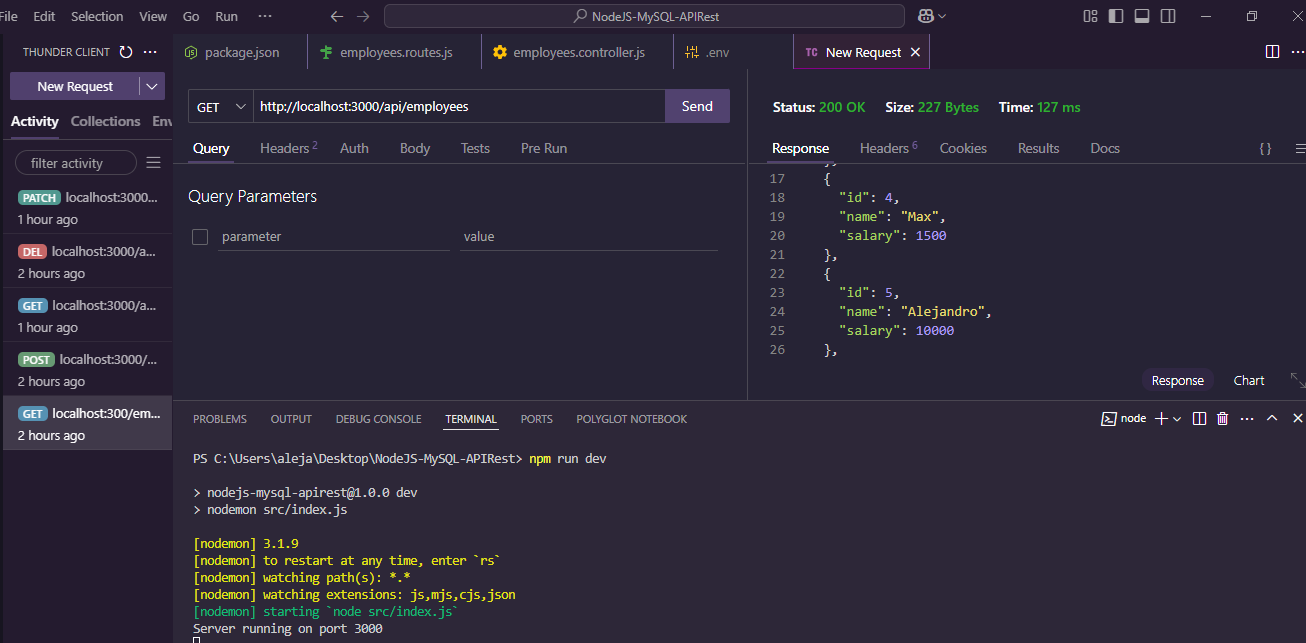 File Edit Selection View Go Run ··· NodeJS-MySQL-APIRest
THUNDER CLIENT ···
package.json employees.routes.js employees.controller.js .env TC New Request
New Request
Activity Collections Env
filter activity
PATCH localhost:3000...
1 hour ago
DEL localhost:3000/a...
2 hours ago
GET localhost:3000/a...
1 hour ago
POST localhost:3000/...
2 hours ago
GET localhost:300/em...
2 hours ago
GET http://localhost:3000/api/employees Send
Query Headers 2 Auth Body Tests Pre Run
Query Parameters
parameter value
Status: 200 OK Size: 227 Bytes Time: 127 ms
Response Headers 6 Cookies Results Docs { }
17 {
18 "id": 4,
19 "name": "Max",
20 "salary": 1500
21 },
22 {
23 "id": 5,
24 "name": "Alejandro",
25 "salary": 10000
26 },
Response Chart
PROBLEMS OUTPUT DEBUG CONSOLE TERMINAL PORTS POLYGLOT NOTEBOOK node
PS C:\Users\aleja\Desktop\NodeJS-MySQL-APIRest> npm run dev
> nodejs-mysql-apirest@1.0.0 dev
> nodemon src/index.js
[nodemon] 3.1.9
[nodemon] to restart at any time, enter `rs`
[nodemon] watching path(s): *.*
[nodemon] watching extensions: js,mjs,cjs,json
[nodemon] starting `node src/index.js`
Server running on port 3000